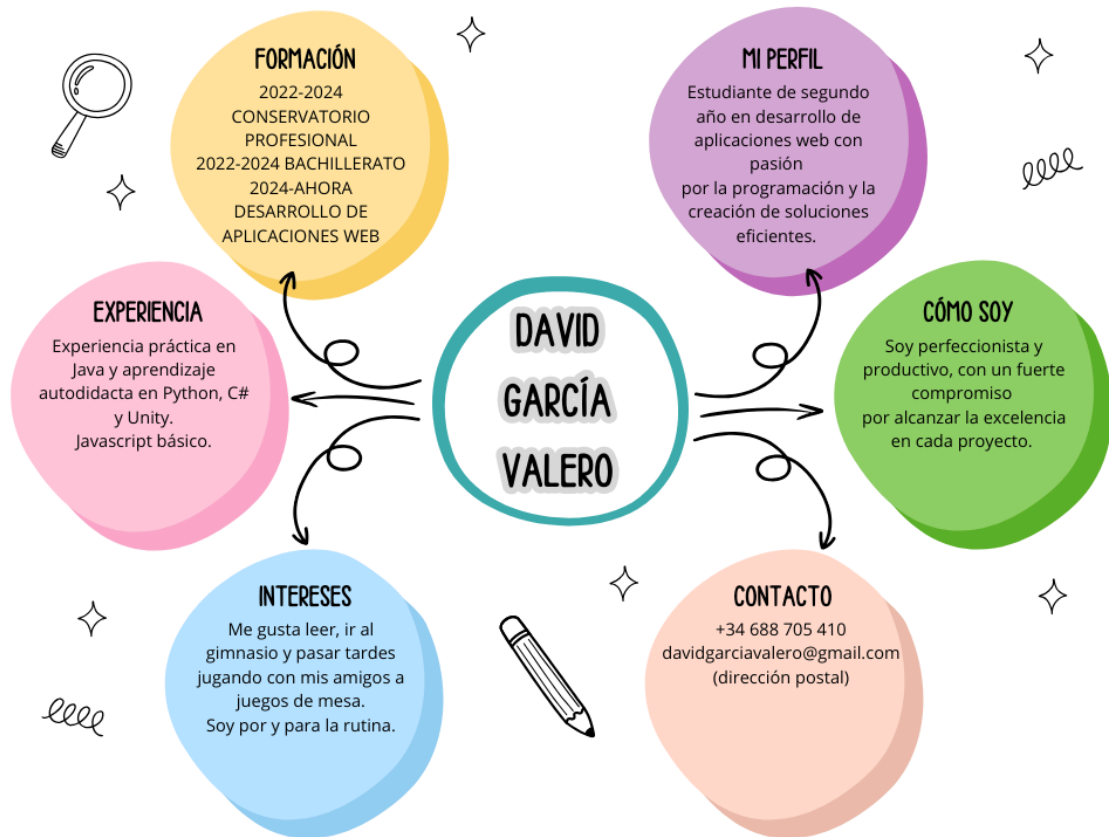 FORMACIÓN
2022-2024
CONSERVATORIO
PROFESIONAL
2022-2024 BACHILLERATO
2024-AHORA
DESARROLLO DE
APLICACIONES WEB
MI PERFIL
Estudiante de segundo
año en desarrollo de
aplicaciones web con
pasión
por la programación y la
creación de soluciones
eficientes.
EXPERIENCIA
Experiencia práctica en
Java y aprendizaje
autodidacta en Python, C#
y Unity.
Javascript básico.
DAVID
GARCÍA
VALERO
CÓMO SOY
Soy perfeccionista y
productivo, con un fuerte
compromiso
por alcanzar la excelencia
en cada proyecto.
INTERESES
Me gusta leer, ir al
gimnasio y pasar tardes
jugando con mis amigos a
juegos de mesa.
Soy por y para la rutina.
CONTACTO
+34 688 705 410
davidgarciavalero@gmail.com
(dirección postal)